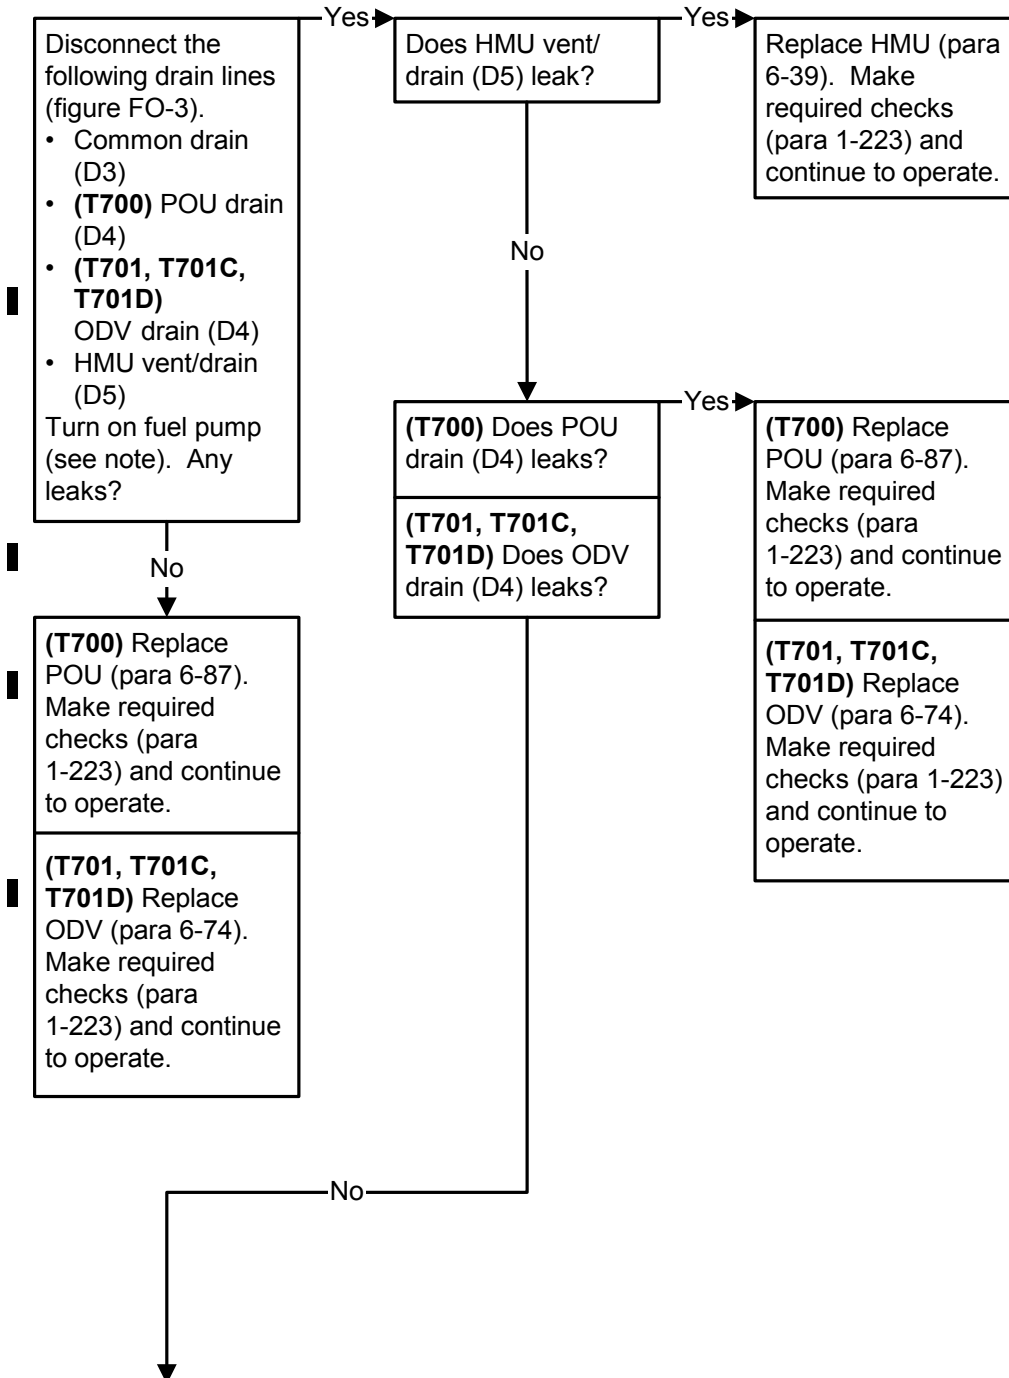 Disconnect the
following drain lines
(figure FO-3).
• Common drain
(D3)
• (T700) POU drain
(D4)
• (T701, T701C,
T701D)
ODV drain (D4)
• HMU vent/drain
(D5)
Turn on fuel pump
(see note). Any
leaks?
Yes
Does HMU vent/
drain (D5) leak?
Yes
Replace HMU (para
6-39). Make
required checks
(para 1-223) and
continue to operate.
No
(T700) Does POU
drain (D4) leaks?
(T701, T701C,
T701D) Does ODV
drain (D4) leaks?
Yes
(T700) Replace
POU (para 6-87).
Make required
checks (para
1-223) and continue
to operate.
(T701, T701C,
T701D) Replace
ODV (para 6-74).
Make required
checks (para 1-223)
and continue to
operate.
No
(T700) Replace
POU (para 6-87).
Make required
checks (para
1-223) and continue
to operate.
(T701, T701C,
T701D) Replace
ODV (para 6-74).
Make required
checks (para
1-223) and continue
to operate.
No